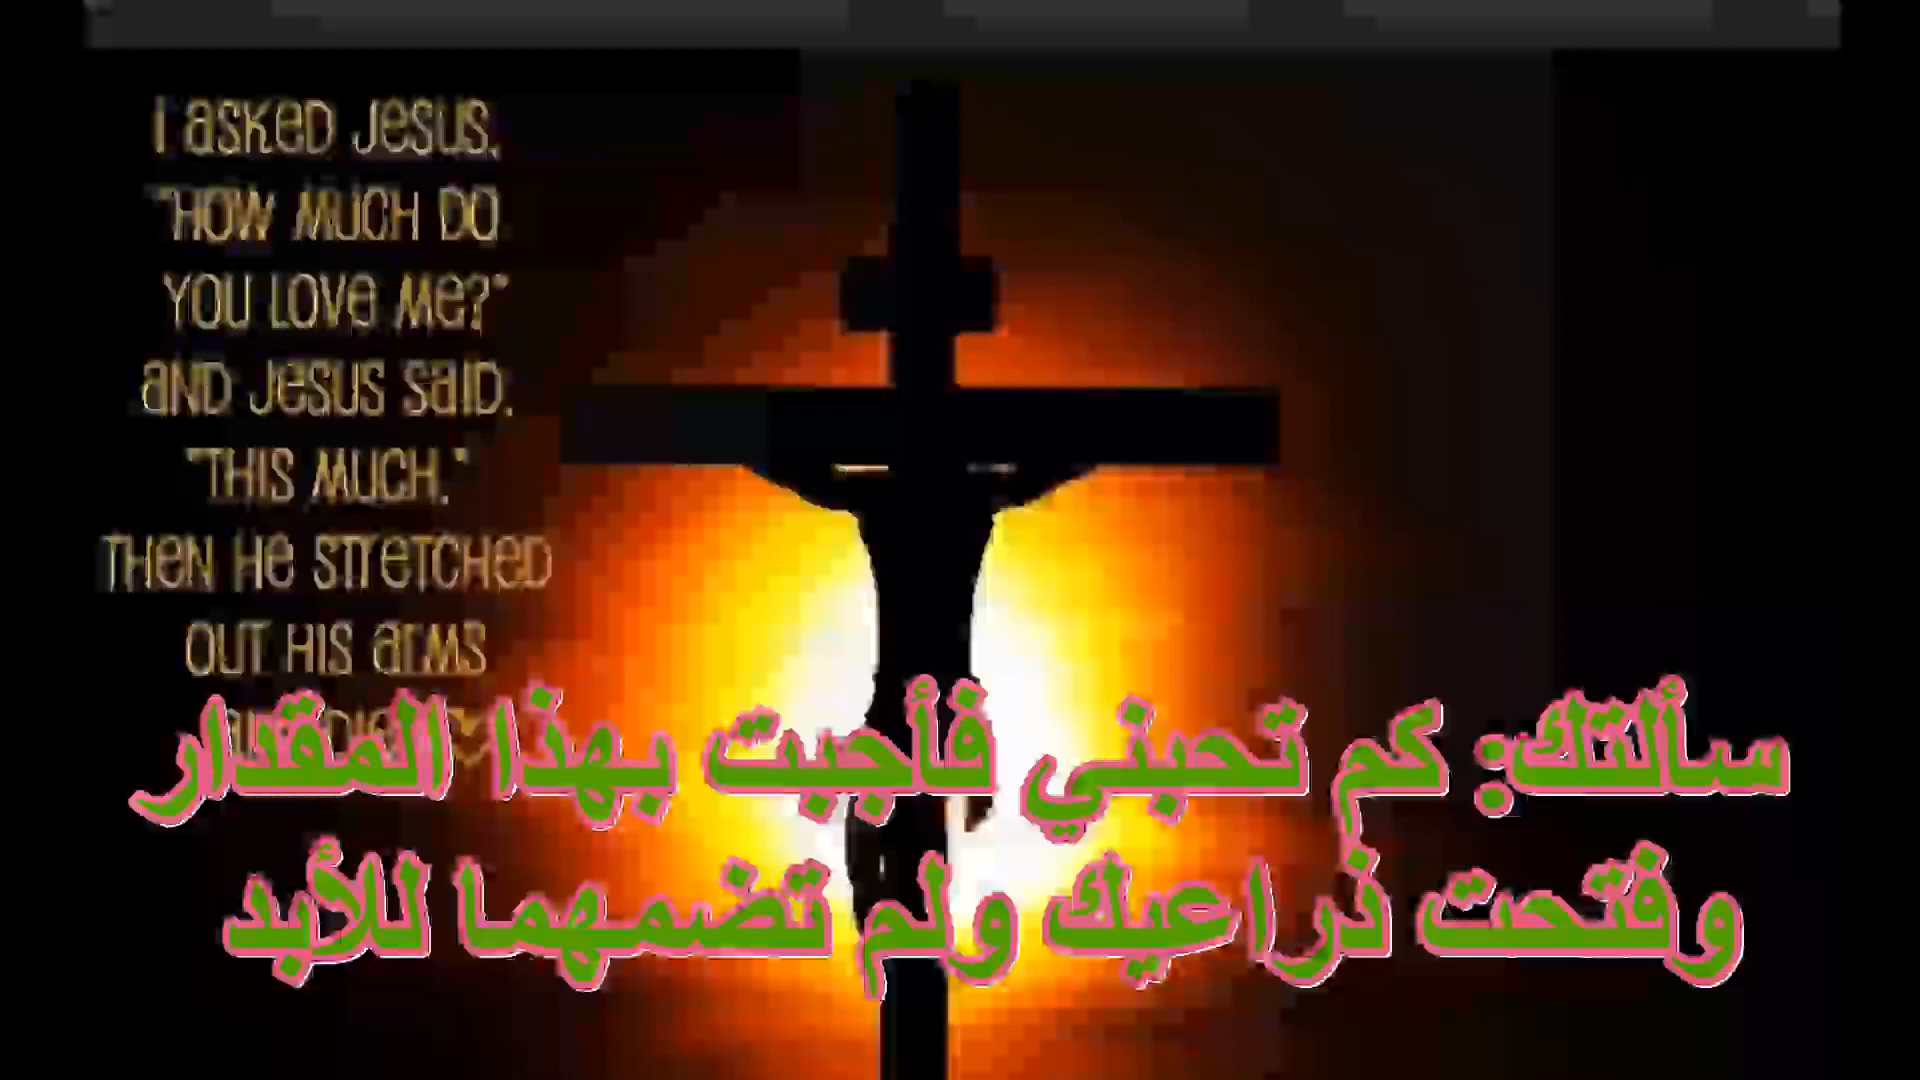 I asked Jesus,
"How much do
you love me?"
and Jesus said,
"This much."
Then He stretched
out His arms
سألتك: كم تحبني فأجبت بهذا المقدار
وفتحت ذراعيك ولم تضمهما للأبد